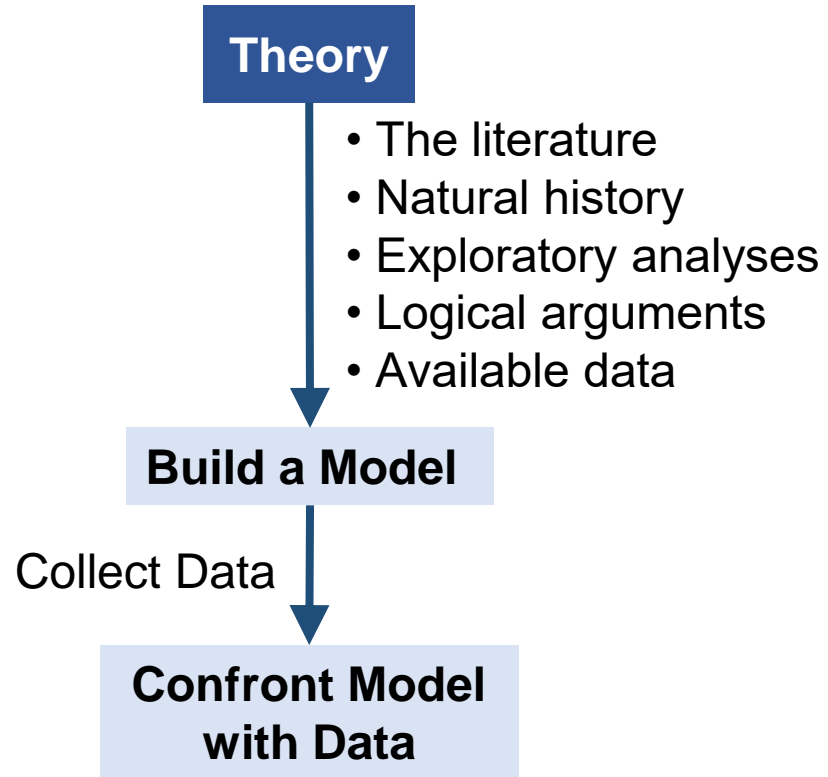 Theory
• The literature
• Natural history
• Exploratory analyses
• Logical arguments
• Available data
Build a Model
Collect Data
Confront Model
with Data